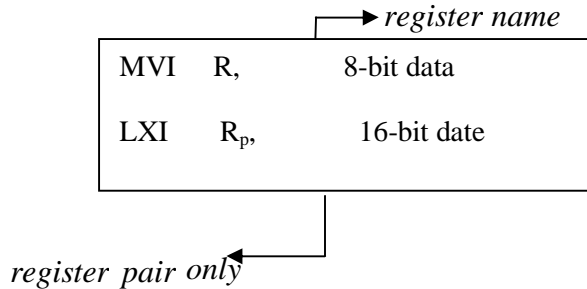 register name
MVI R, 8-bit data
LXI Rp, 16-bit date
register pair only